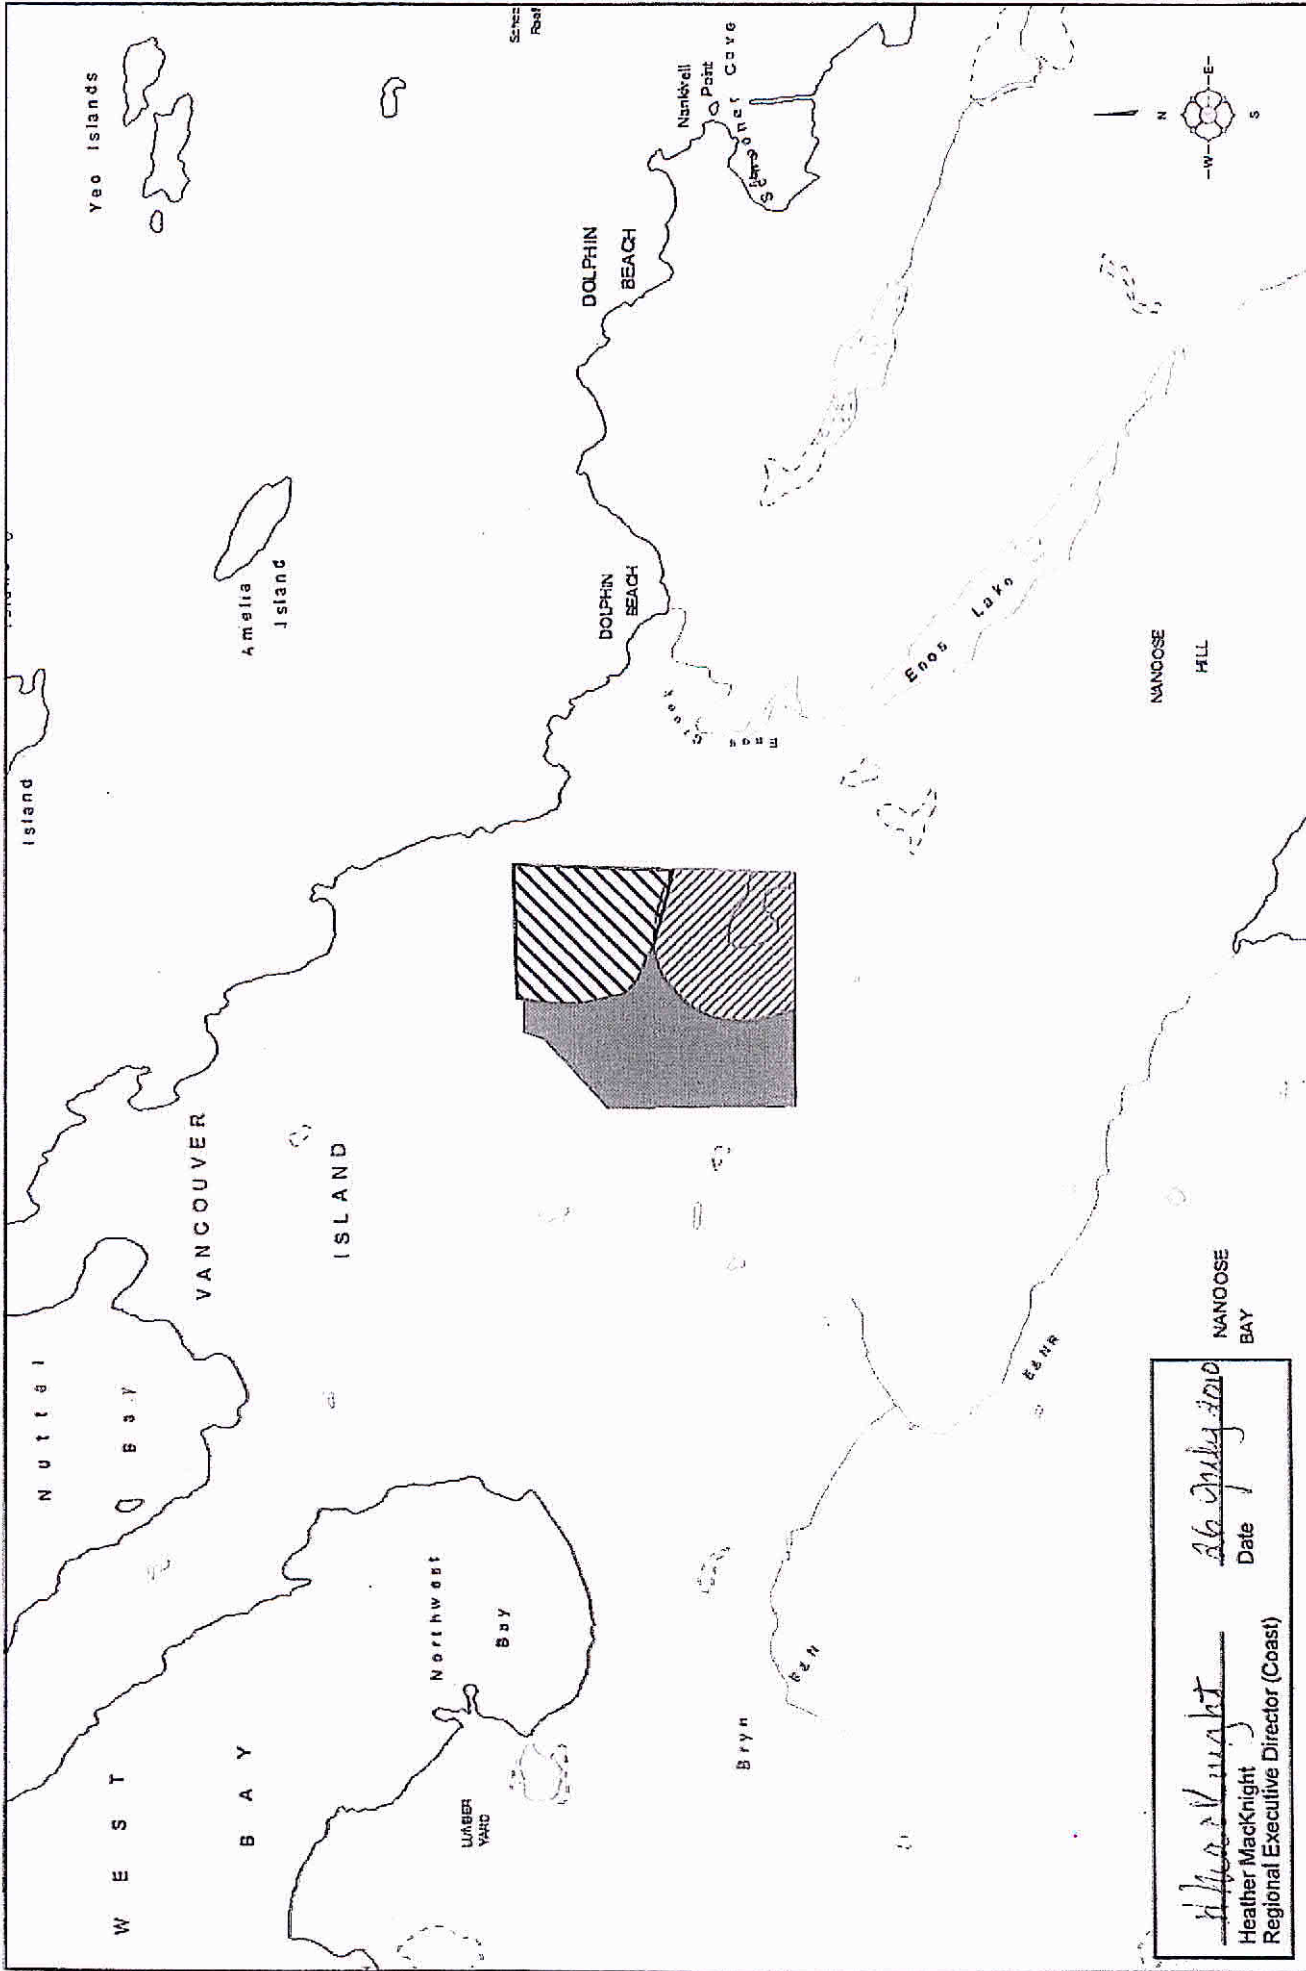 Yeo Islands
Island
Amelia
Island
Nuttel
Bay
WEST
BAY
VANCOUVER
ISLAND
Northwest
Bay
LUMBER
YARD
DOLPHIN
BEACH
DOLPHIN
BEACH
Nankivell
Point
Schooner Cove
Enos Creek
Enos Lake
NANOOSE
HILL
Bryn
E & N
E & NR
NANOOSE
BAY
N
-W-
-E-
S
H MacKnight
26 July 2010
Heather MacKnight
Date
Regional Executive Director (Coast)